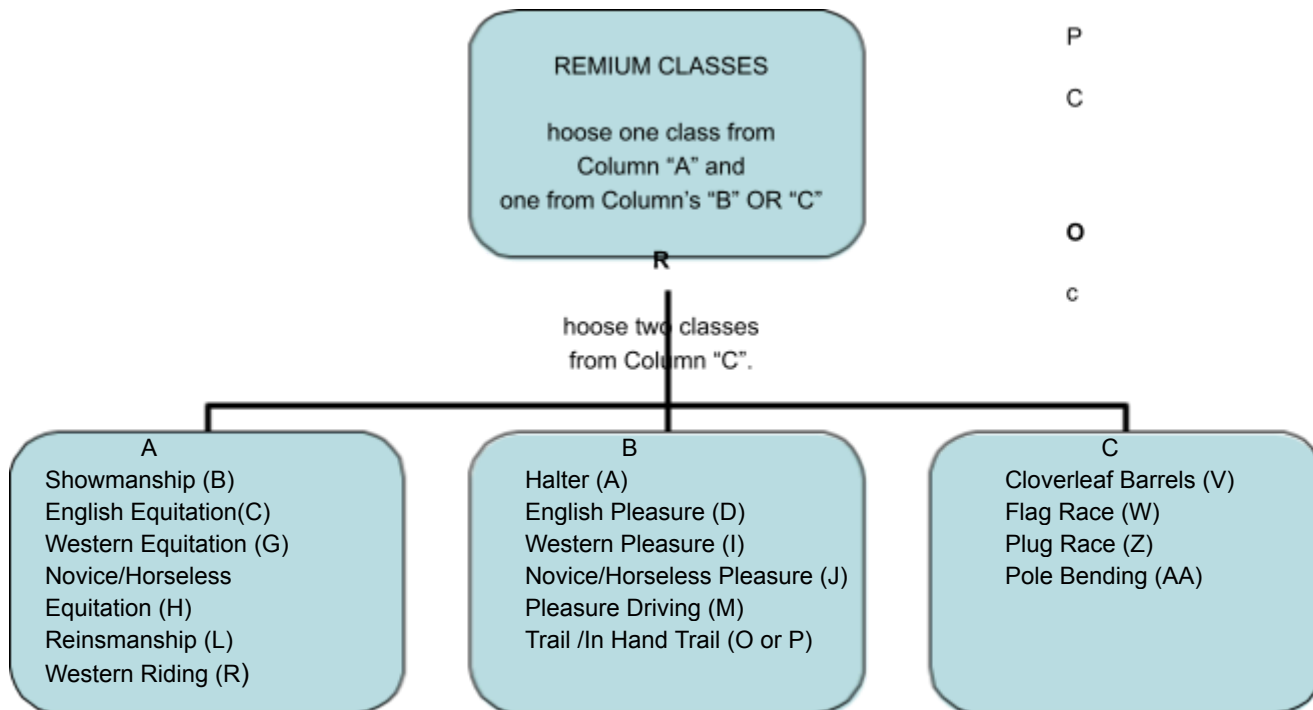 P
REMIUM CLASSES
C
hoose one class from
Column “A” and
one from Column’s “B” OR “C”
O
R
c
hoose two classes
from Column “C”.
A
Showmanship (B)
English Equitation(C)
Western Equitation (G)
Novice/Horseless
Equitation (H)
Reinsmanship (L)
Western Riding (R)
B
Halter (A)
English Pleasure (D)
Western Pleasure (I)
Novice/Horseless Pleasure (J)
Pleasure Driving (M)
Trail /In Hand Trail (O or P)
C
Cloverleaf Barrels (V)
Flag Race (W)
Plug Race (Z)
Pole Bending (AA)